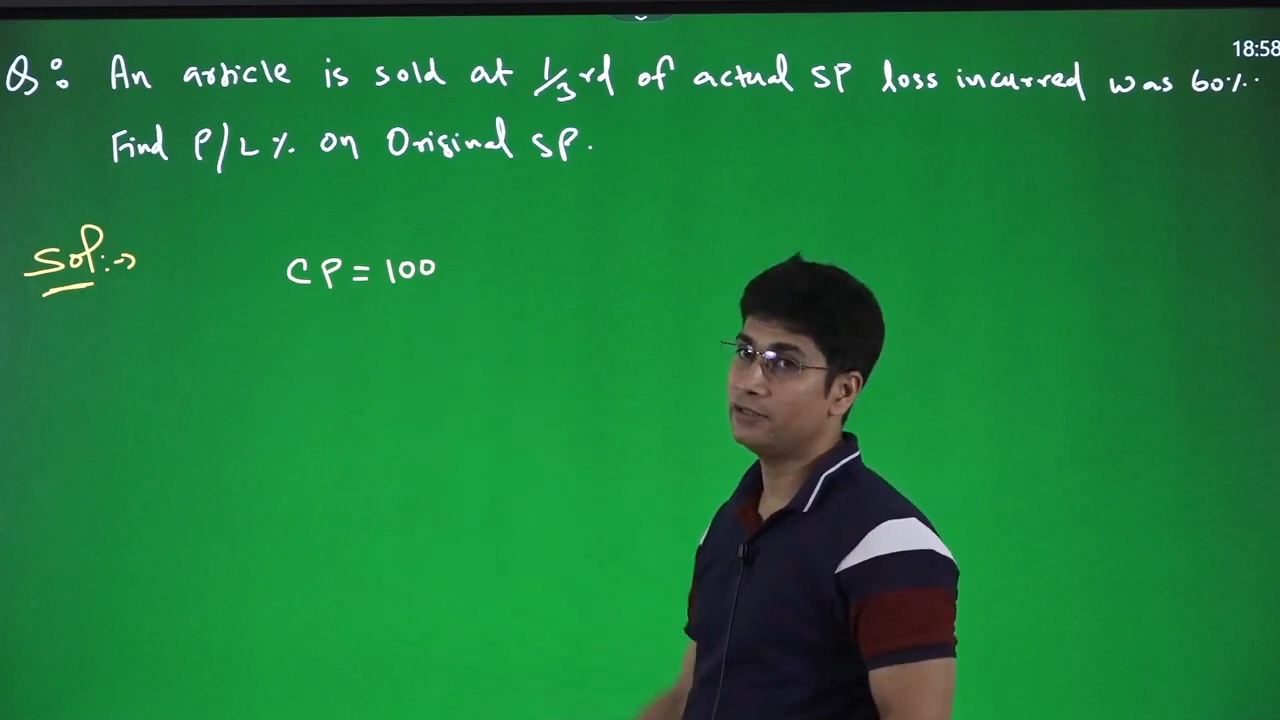 18:58
Q: An article is sold at 1/3rd of actual SP loss incurred was 60%.
Find P/L % on Original SP.
Sol:→
CP = 100